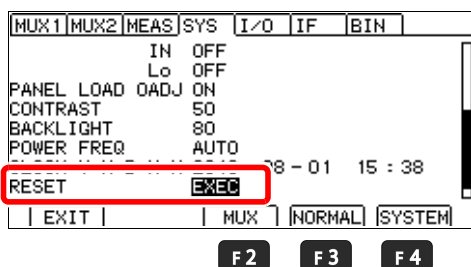 MUX1 MUX2 MEAS SYS I/O IF BIN
IN OFF
Lo OFF
PANEL LOAD 0ADJ ON
CONTRAST 50
BACKLIGHT 80
POWER FREQ AUTO
08-01 15:38
RESET EXEC
EXIT MUX NORMAL SYSTEM
F2 F3 F4